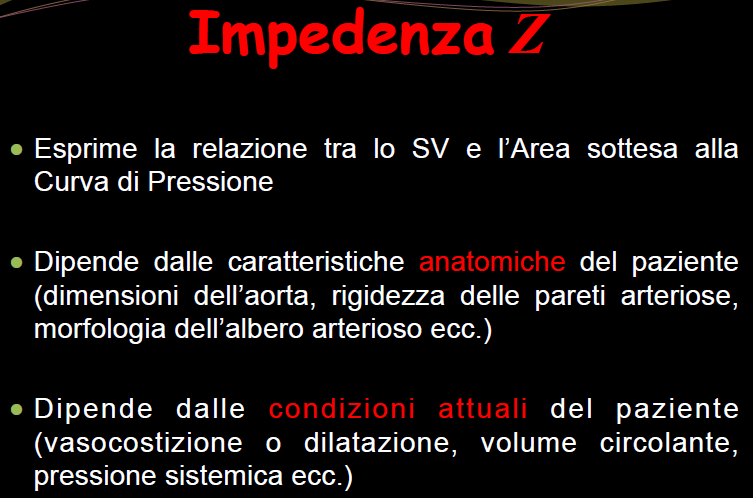 Impedenza Z
• Esprime la relazione tra lo SV e l'Area sottesa alla
Curva di Pressione
• Dipende dalle caratteristiche anatomiche del paziente
(dimensioni dell'aorta, rigidezza delle pareti arteriose,
morfologia dell'albero arterioso ecc.)
• Dipende dalle condizioni attuali del paziente
(vasocostizione o dilatazione, volume circolante,
pressione sistemica ecc.)